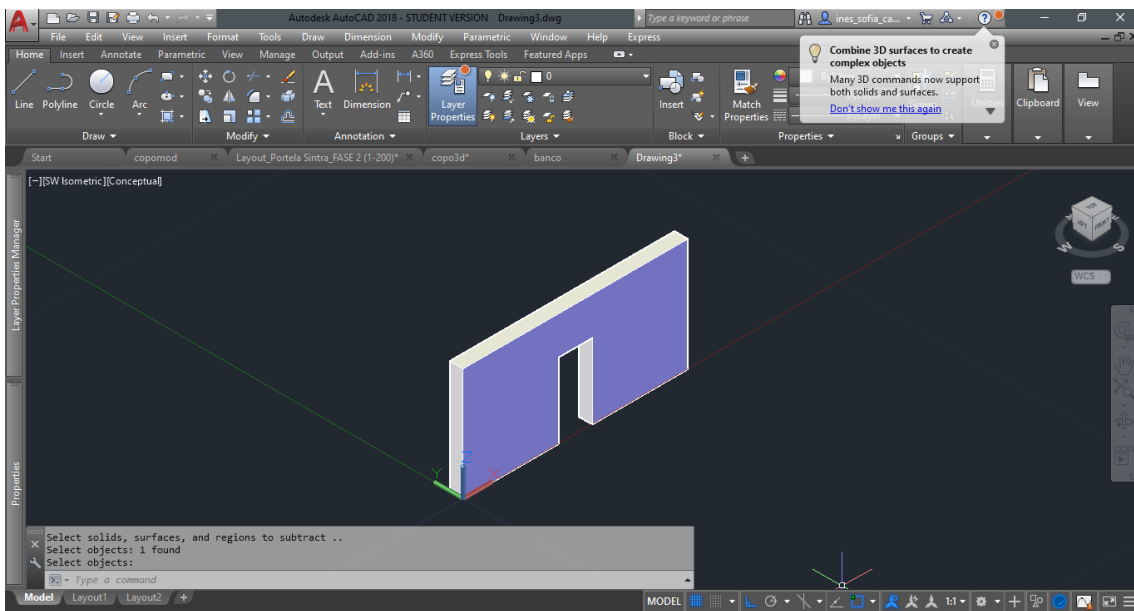 Autodesk AutoCAD 2018 - STUDENT VERSION Drawing3.dwg
Type a keyword or phrase
ines_sofia_ca...
File Edit View Insert Format Tools Draw Dimension Modify Parametric Window Help Express
Home Insert Annotate Parametric View Manage Output Add-ins A360 Express Tools Featured Apps
Combine 3D surfaces to create
complex objects
Many 3D commands now support
both solids and surfaces.
Don't show me this again
0
Line Polyline Circle Arc
Text Dimension
Layer
Properties
Insert
Match
Properties
Utilities
Clipboard
View
Draw Modify Annotation Layers Block Properties Groups
Start copomod Layout_Portela Sintra_FASE 2 (1-200)* copo3d* banco Drawing3*
[−][SW Isometric][Conceptual]
TOP
LEFT
FRONT
W
S
WCS
Layer Properties Manager
Properties
Z
Y
X
Select solids, surfaces, and regions to subtract ..
Select objects: 1 found
Select objects:
Type a command
Model Layout1 Layout2 +
MODEL
1:1